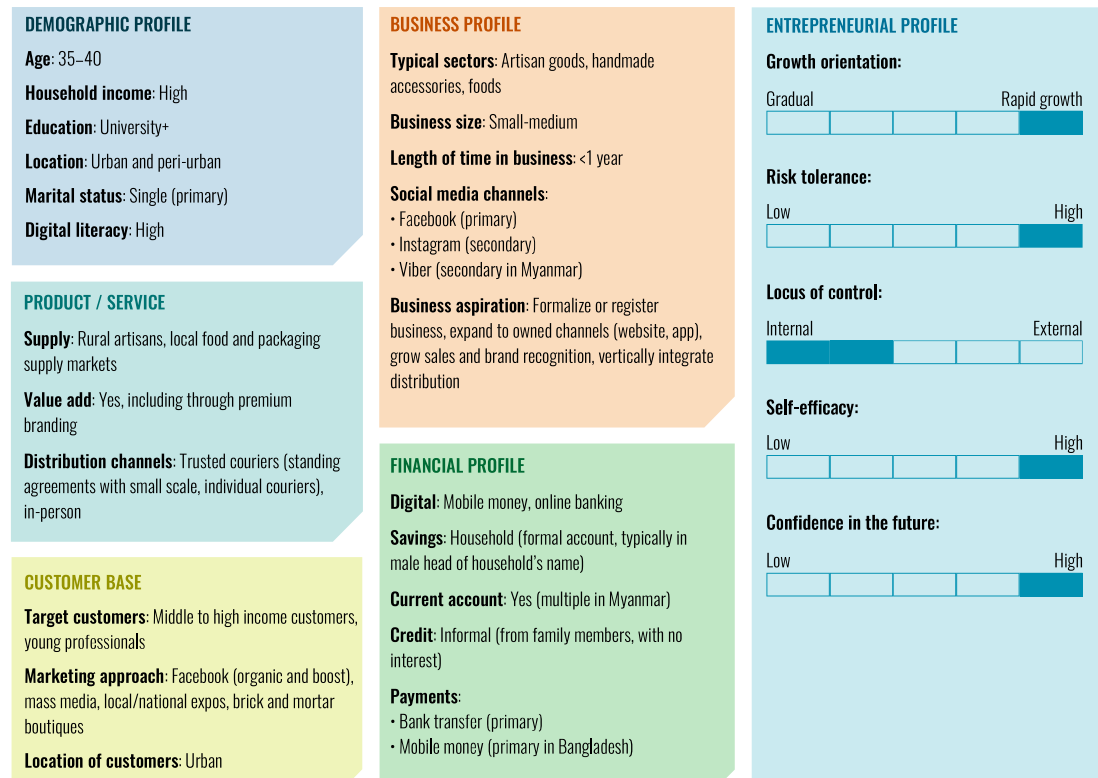 DEMOGRAPHIC PROFILE
Age: 35–40
Household income: High
Education: University+
Location: Urban and peri-urban
Marital status: Single (primary)
Digital literacy: High
PRODUCT / SERVICE
Supply: Rural artisans, local food and packaging
supply markets
Value add: Yes, including through premium
branding
Distribution channels: Trusted couriers (standing
agreements with small scale, individual couriers),
in-person
CUSTOMER BASE
Target customers: Middle to high income customers,
young professionals
Marketing approach: Facebook (organic and boost),
mass media, local/national expos, brick and mortar
boutiques
Location of customers: Urban
BUSINESS PROFILE
Typical sectors: Artisan goods, handmade
accessories, foods
Business size: Small-medium
Length of time in business: <1 year
Social media channels:
• Facebook (primary)
• Instagram (secondary)
• Viber (secondary in Myanmar)
Business aspiration: Formalize or register
business, expand to owned channels (website, app),
grow sales and brand recognition, vertically integrate
distribution
FINANCIAL PROFILE
Digital: Mobile money, online banking
Savings: Household (formal account, typically in
male head of household’s name)
Current account: Yes (multiple in Myanmar)
Credit: Informal (from family members, with no
interest)
Payments:
• Bank transfer (primary)
• Mobile money (primary in Bangladesh)
ENTREPRENEURIAL PROFILE
Growth orientation:
Gradual Rapid growth
Risk tolerance:
Low High
Locus of control:
Internal External
Self-efficacy:
Low High
Confidence in the future:
Low High